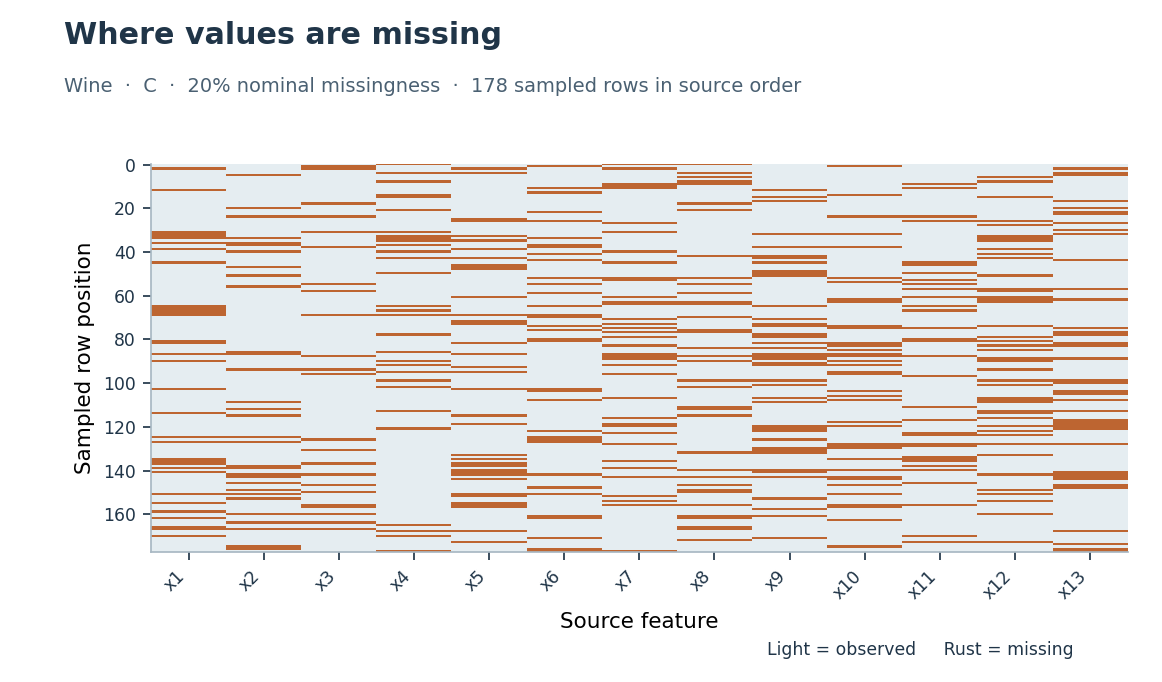 Where values are missing
Wine · C · 20% nominal missingness · 178 sampled rows in source order
0
20
40
60
80
100
120
140
160
Sampled row position
x1 x2 x3 x4 x5 x6 x7 x8 x9 x10 x11 x12 x13
Source feature
Light = observed Rust = missing